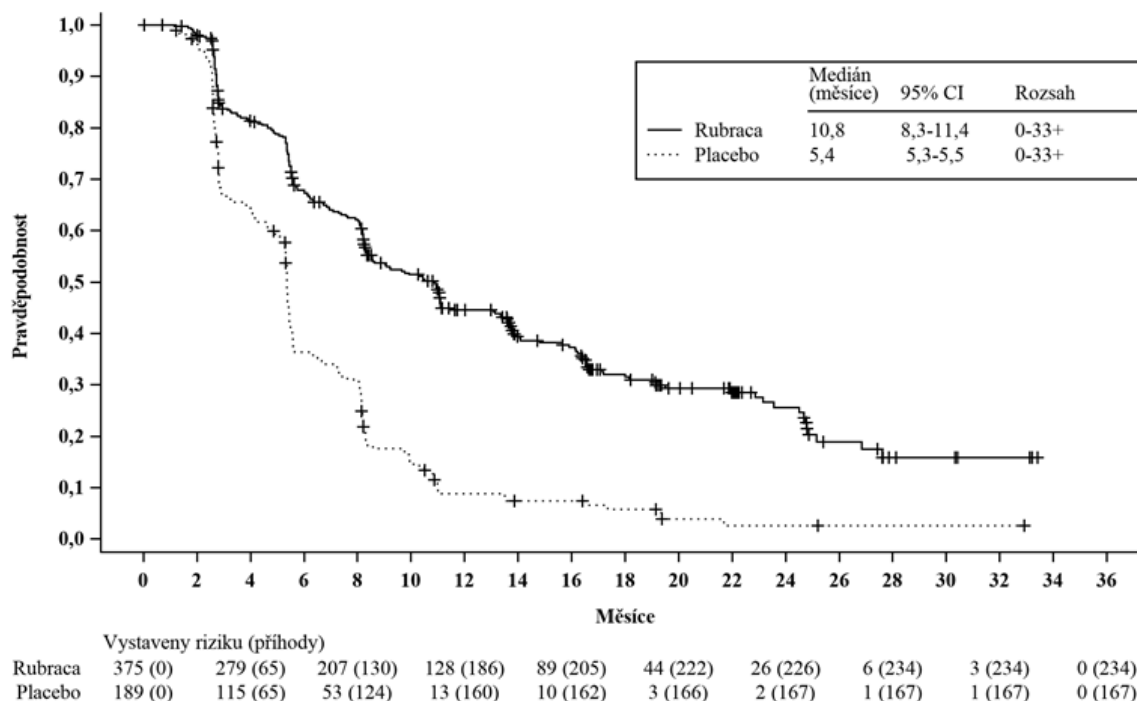 1,0
0,9
0,8
0,7
0,6
0,5
0,4
0,3
0,2
0,1
0,0
Pravděpodobnost
Medián (měsíce) 95% CI Rozsah
Rubraca 10,8 8,3-11,4 0-33+
Placebo 5,4 5,3-5,5 0-33+
0 2 4 6 8 10 12 14 16 18 20 22 24 26 28 30 32 34 36
Měsíce
Vystaveny riziku (příhody)
Rubraca 375 (0) 279 (65) 207 (130) 128 (186) 89 (205) 44 (222) 26 (226) 6 (234) 3 (234) 0 (234)
Placebo 189 (0) 115 (65) 53 (124) 13 (160) 10 (162) 3 (166) 2 (167) 1 (167) 1 (167) 0 (167)